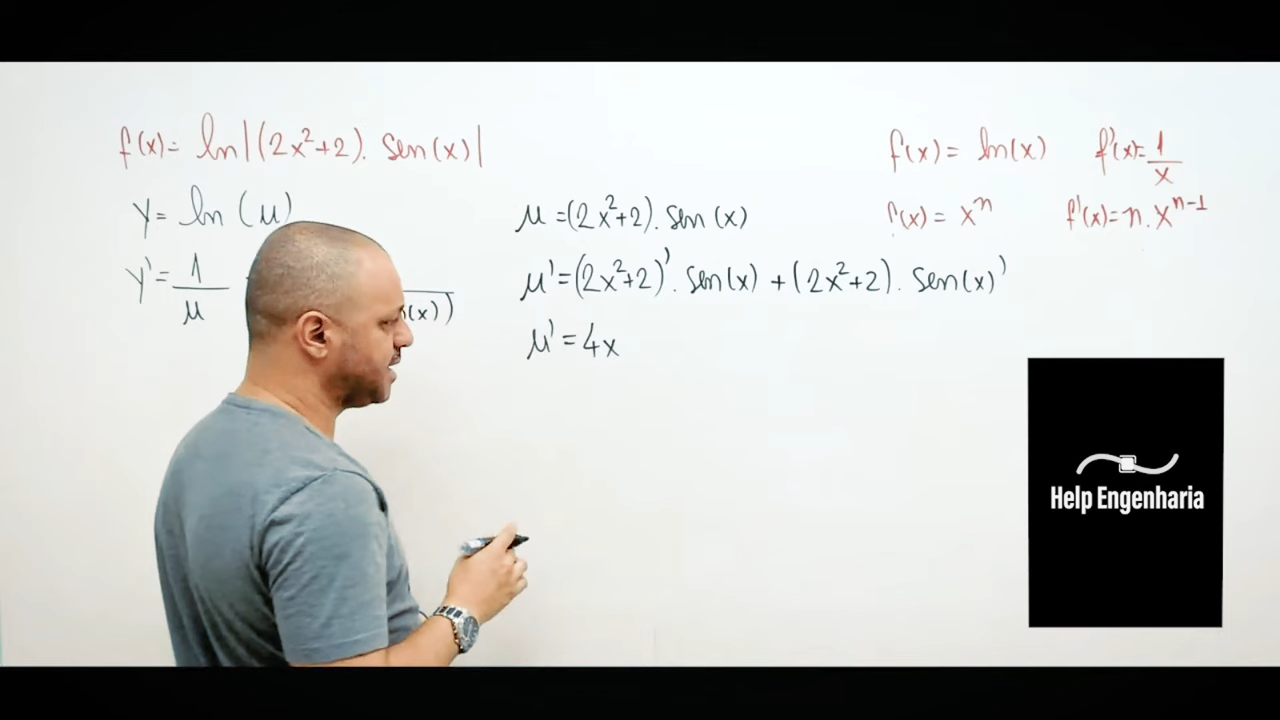 f(x)= ln|(2x²+2). Sen(x)|
y= ln (μ)
y'= 1/μ (x))
μ=(2x²+2). Sen(x)
μ'=(2x²+2)'. Sen(x) + (2x²+2). Sen(x)'
μ'=4x
f(x)= ln(x) f'(x)= 1/x
f(x) = xⁿ f'(x)= n. xⁿ⁻¹
Help Engenharia